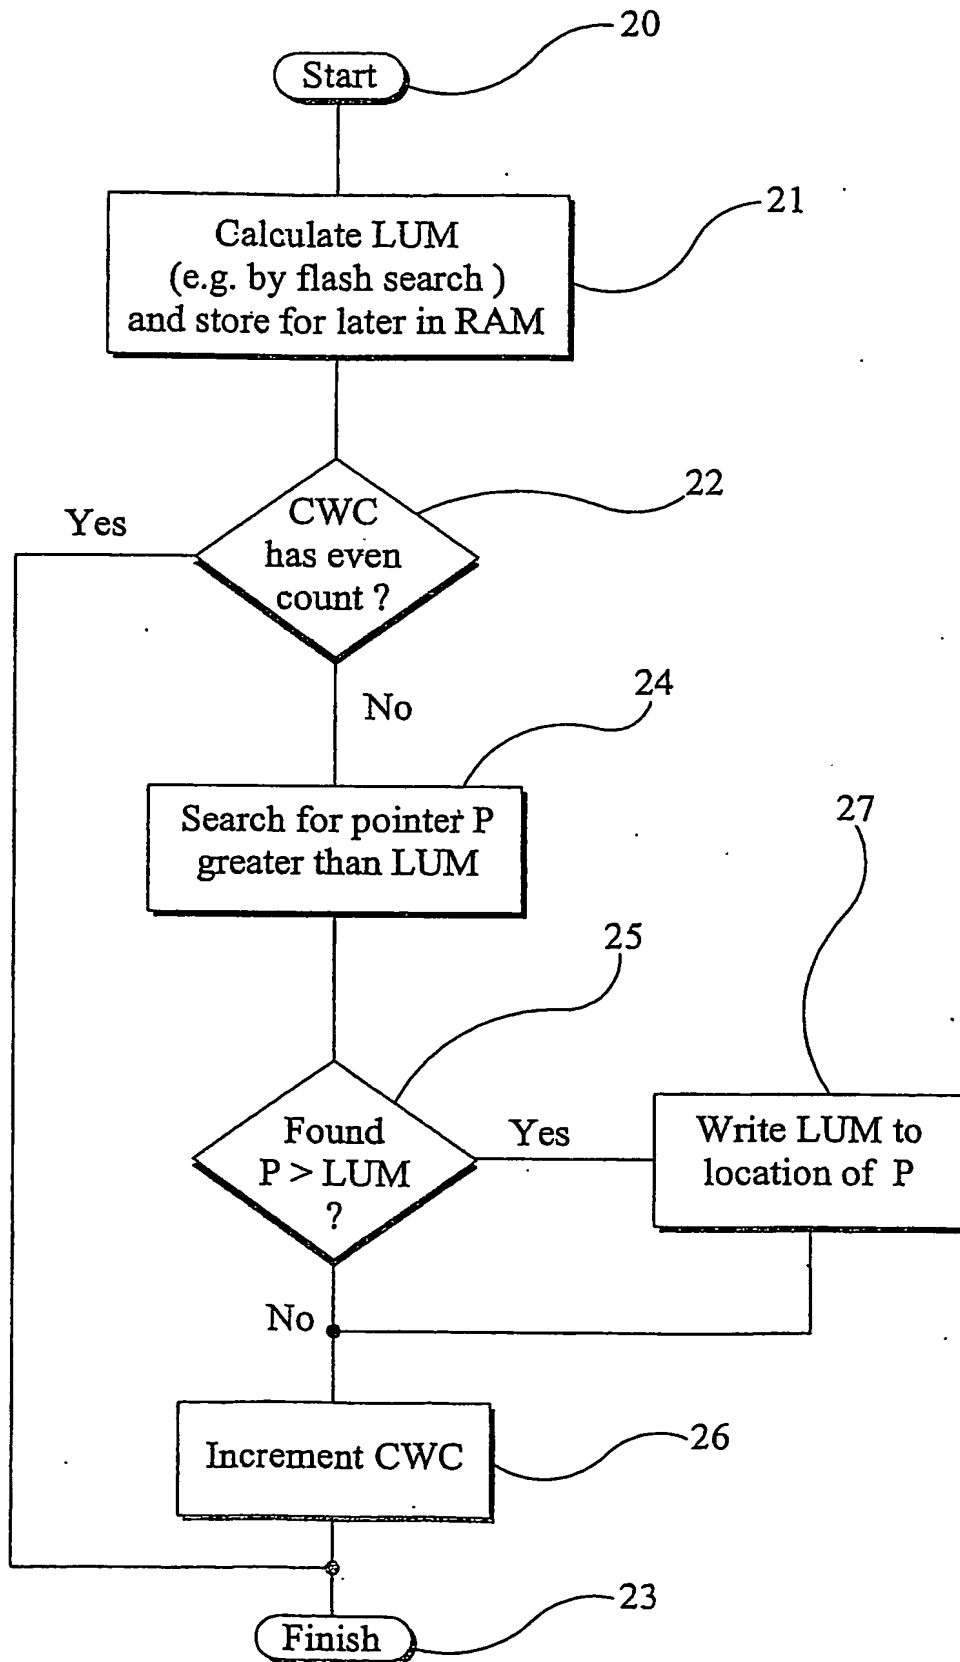 20
Start
21
Calculate LUM
(e.g. by flash search )
and store for later in RAM
22
Yes
CWC
has even
count ?
24
No
Search for pointer P
greater than LUM
27
25
Found
P > LUM
?
Yes
Write LUM to
location of P
No
Increment CWC
26
23
Finish